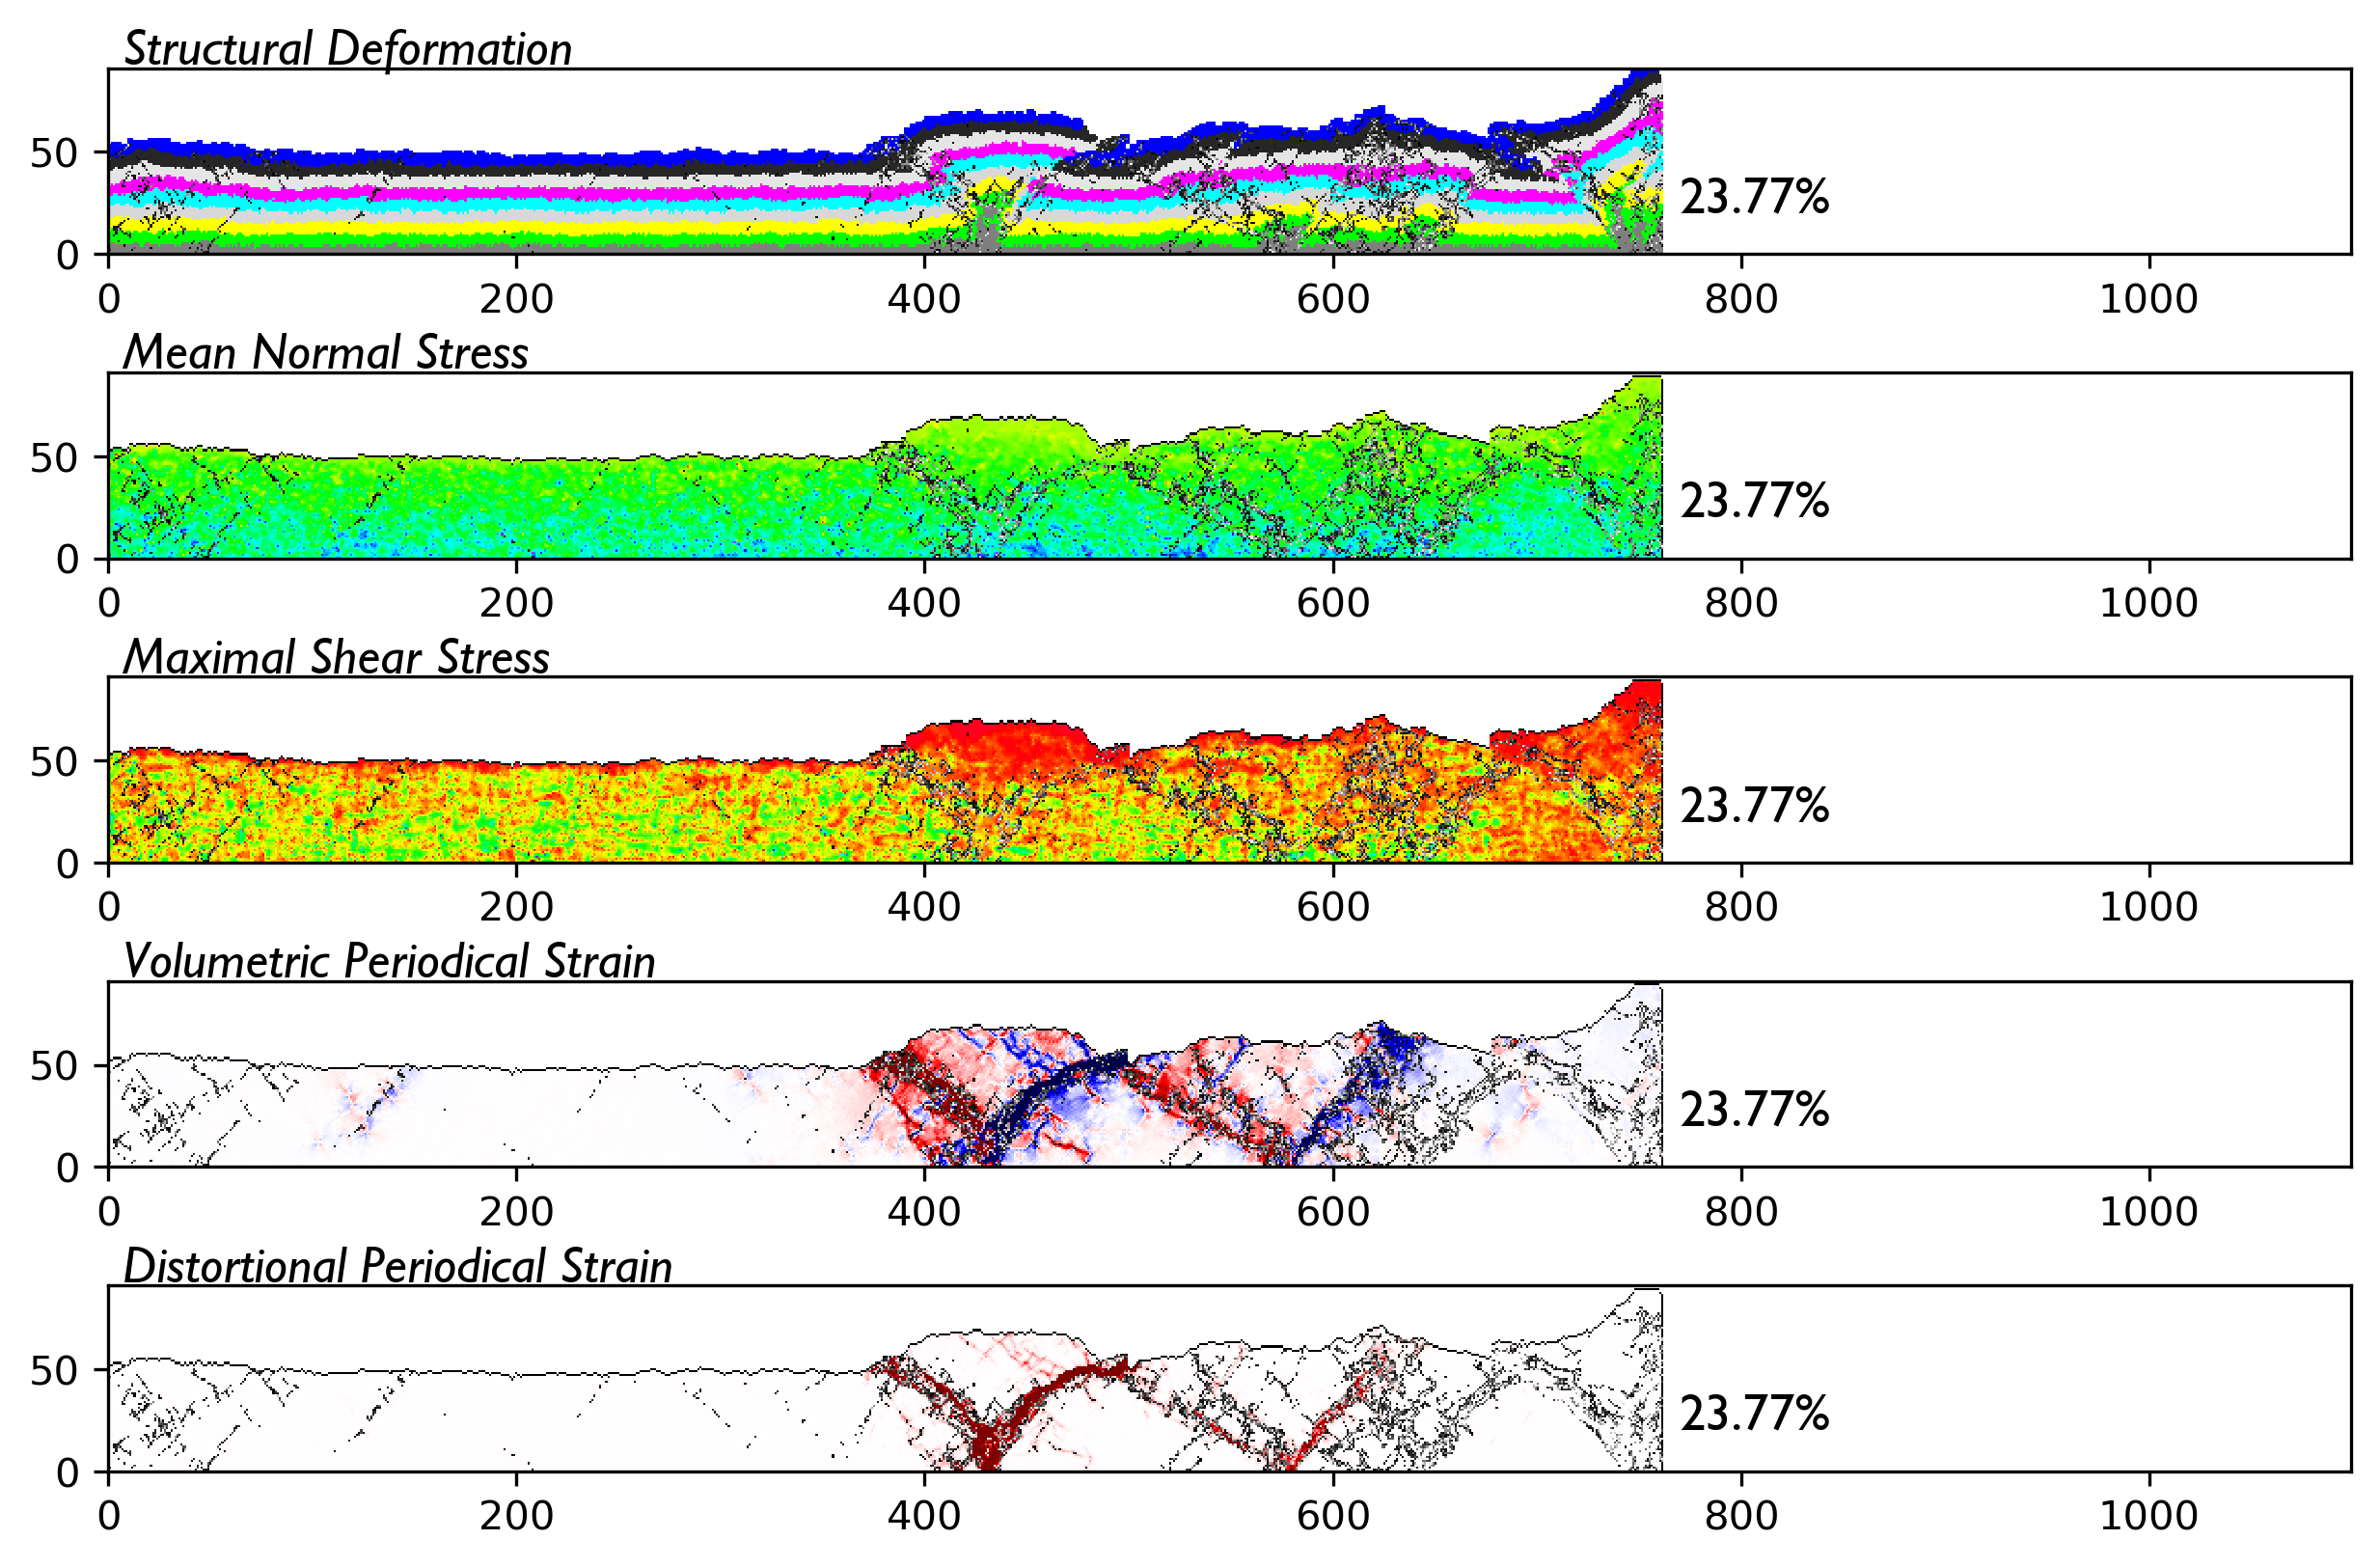 Structural Deformation
50
0
23.77%
0 200 400 600 800 1000
Mean Normal Stress
50
0
23.77%
0 200 400 600 800 1000
Maximal Shear Stress
50
0
23.77%
0 200 400 600 800 1000
Volumetric Periodical Strain
50
0
23.77%
0 200 400 600 800 1000
Distortional Periodical Strain
50
0
23.77%
0 200 400 600 800 1000